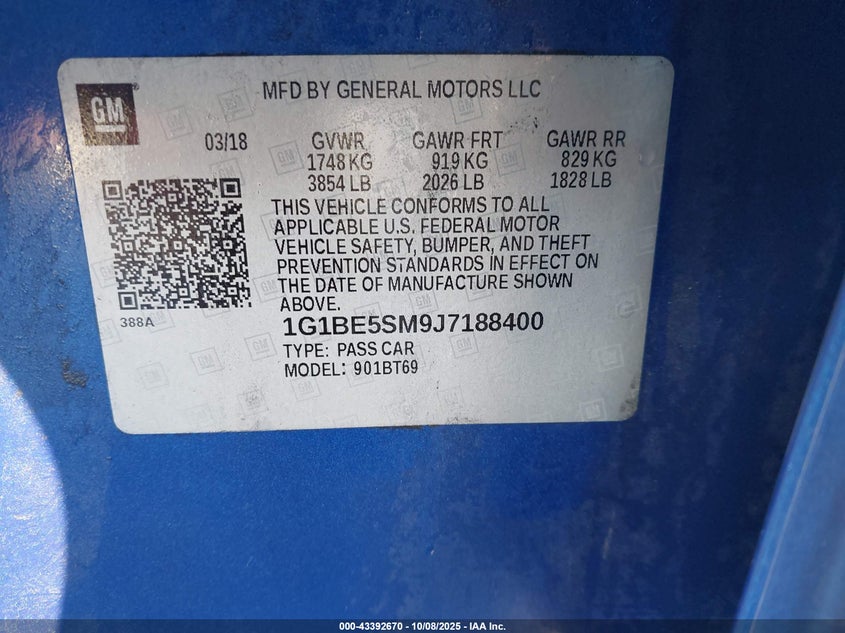 GM
MFD BY GENERAL MOTORS LLC
03/18 GVWR GAWR FRT GAWR RR
1748 KG 919 KG 829 KG
3854 LB 2026 LB 1828 LB
THIS VEHICLE CONFORMS TO ALL
APPLICABLE U.S. FEDERAL MOTOR
VEHICLE SAFETY, BUMPER, AND THEFT
PREVENTION STANDARDS IN EFFECT ON
THE DATE OF MANUFACTURE SHOWN
ABOVE.
388A
1G1BE5SM9J7188400
TYPE: PASS CAR
MODEL: 901BT69
000-43392670 - 10/08/2025 - IAA Inc.